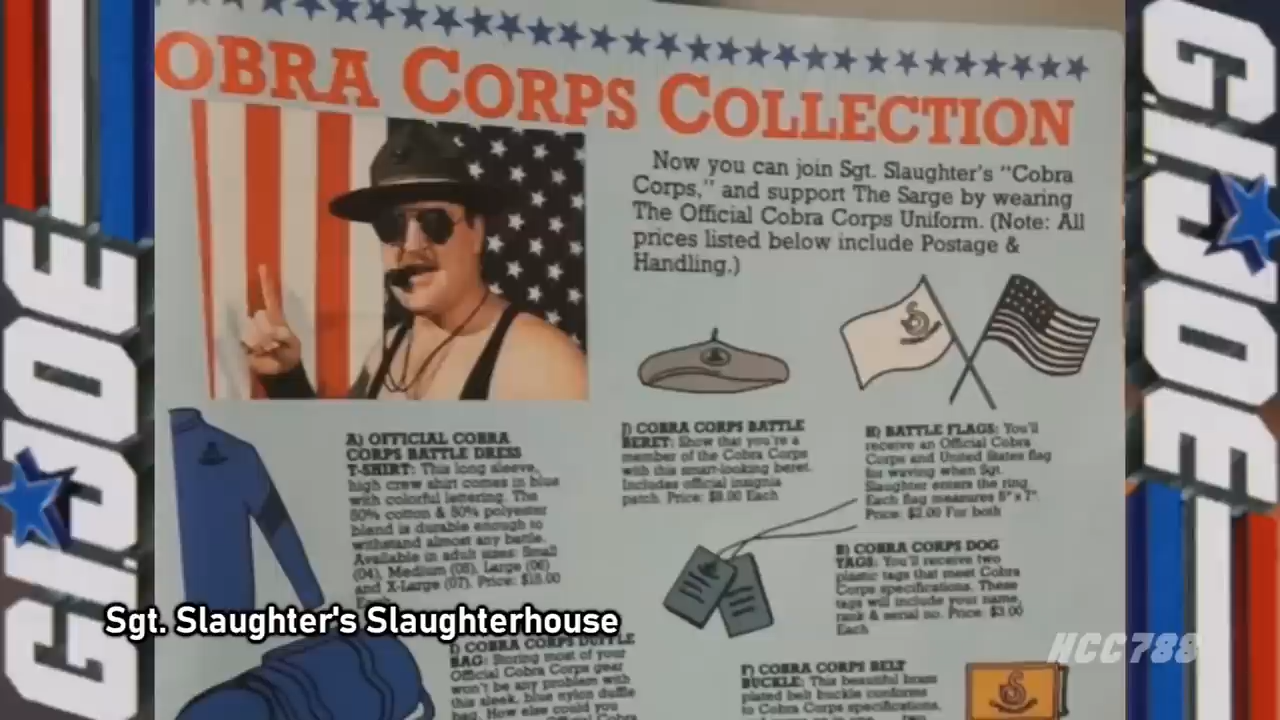 OBRA CORPS COLLECTION
Now you can join Sgt. Slaughter's "Cobra
Corps," and support The Sarge by wearing
The Official Cobra Corps Uniform. (Note: All
prices listed below include Postage &
Handling.)
A) OFFICIAL COBRA
CORPS BATTLE DRESS
T-SHIRT: This long sleeve,
high crew shirt comes in blue
with colorful lettering. The
50% cotton & 50% polyester
blend is durable enough to
withstand almost any battle.
Available in adult sizes: Small
(04), Medium (05), Large (06)
and X-Large (07). Price: $15.00
COBRA CORPS BATTLE
BERET: Show that you're a
member of the Cobra Corps
with this smart-looking beret.
Includes official insignia
patch. Price: Each
BATTLE FLAGS: You'll
receive an Official Cobra
Corps and United States flag
for waving when Sgt.
Slaughter enters the ring.
Each flag measures 5" x 7".
Price: $2.00 For both
COBRA CORPS DOG
TAGS: You'll receive two
plastic tags that meet Cobra
Corps specifications. These
tags will include your name,
rank & serial no. Price: $3.00
Each
COBRA CORPS DUFFLE
BAG: Storing most of your
Official Cobra Corps gear
won't be any problem with
this sleek, blue nylon duffle
bag. How else could you
F) COBRA CORPS BELT
BUCKLE: This beautiful brass
plated belt buckle conforms
to Cobra Corps specifications,
Sgt. Slaughter's Slaughterhouse
HCC788
G.I. JOE
G.I. JOE